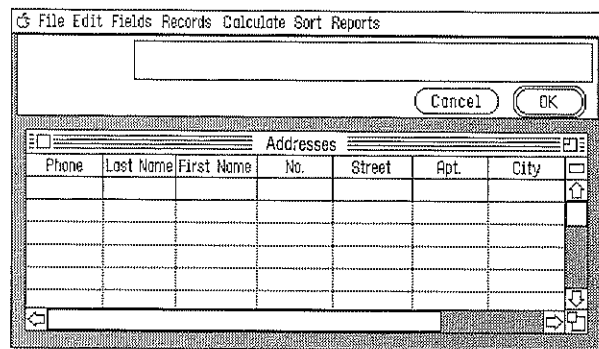 File Edit Fields Records Calculate Sort Reports
Cancel OK
Addresses
Phone Last Name First Name No. Street Apt. City